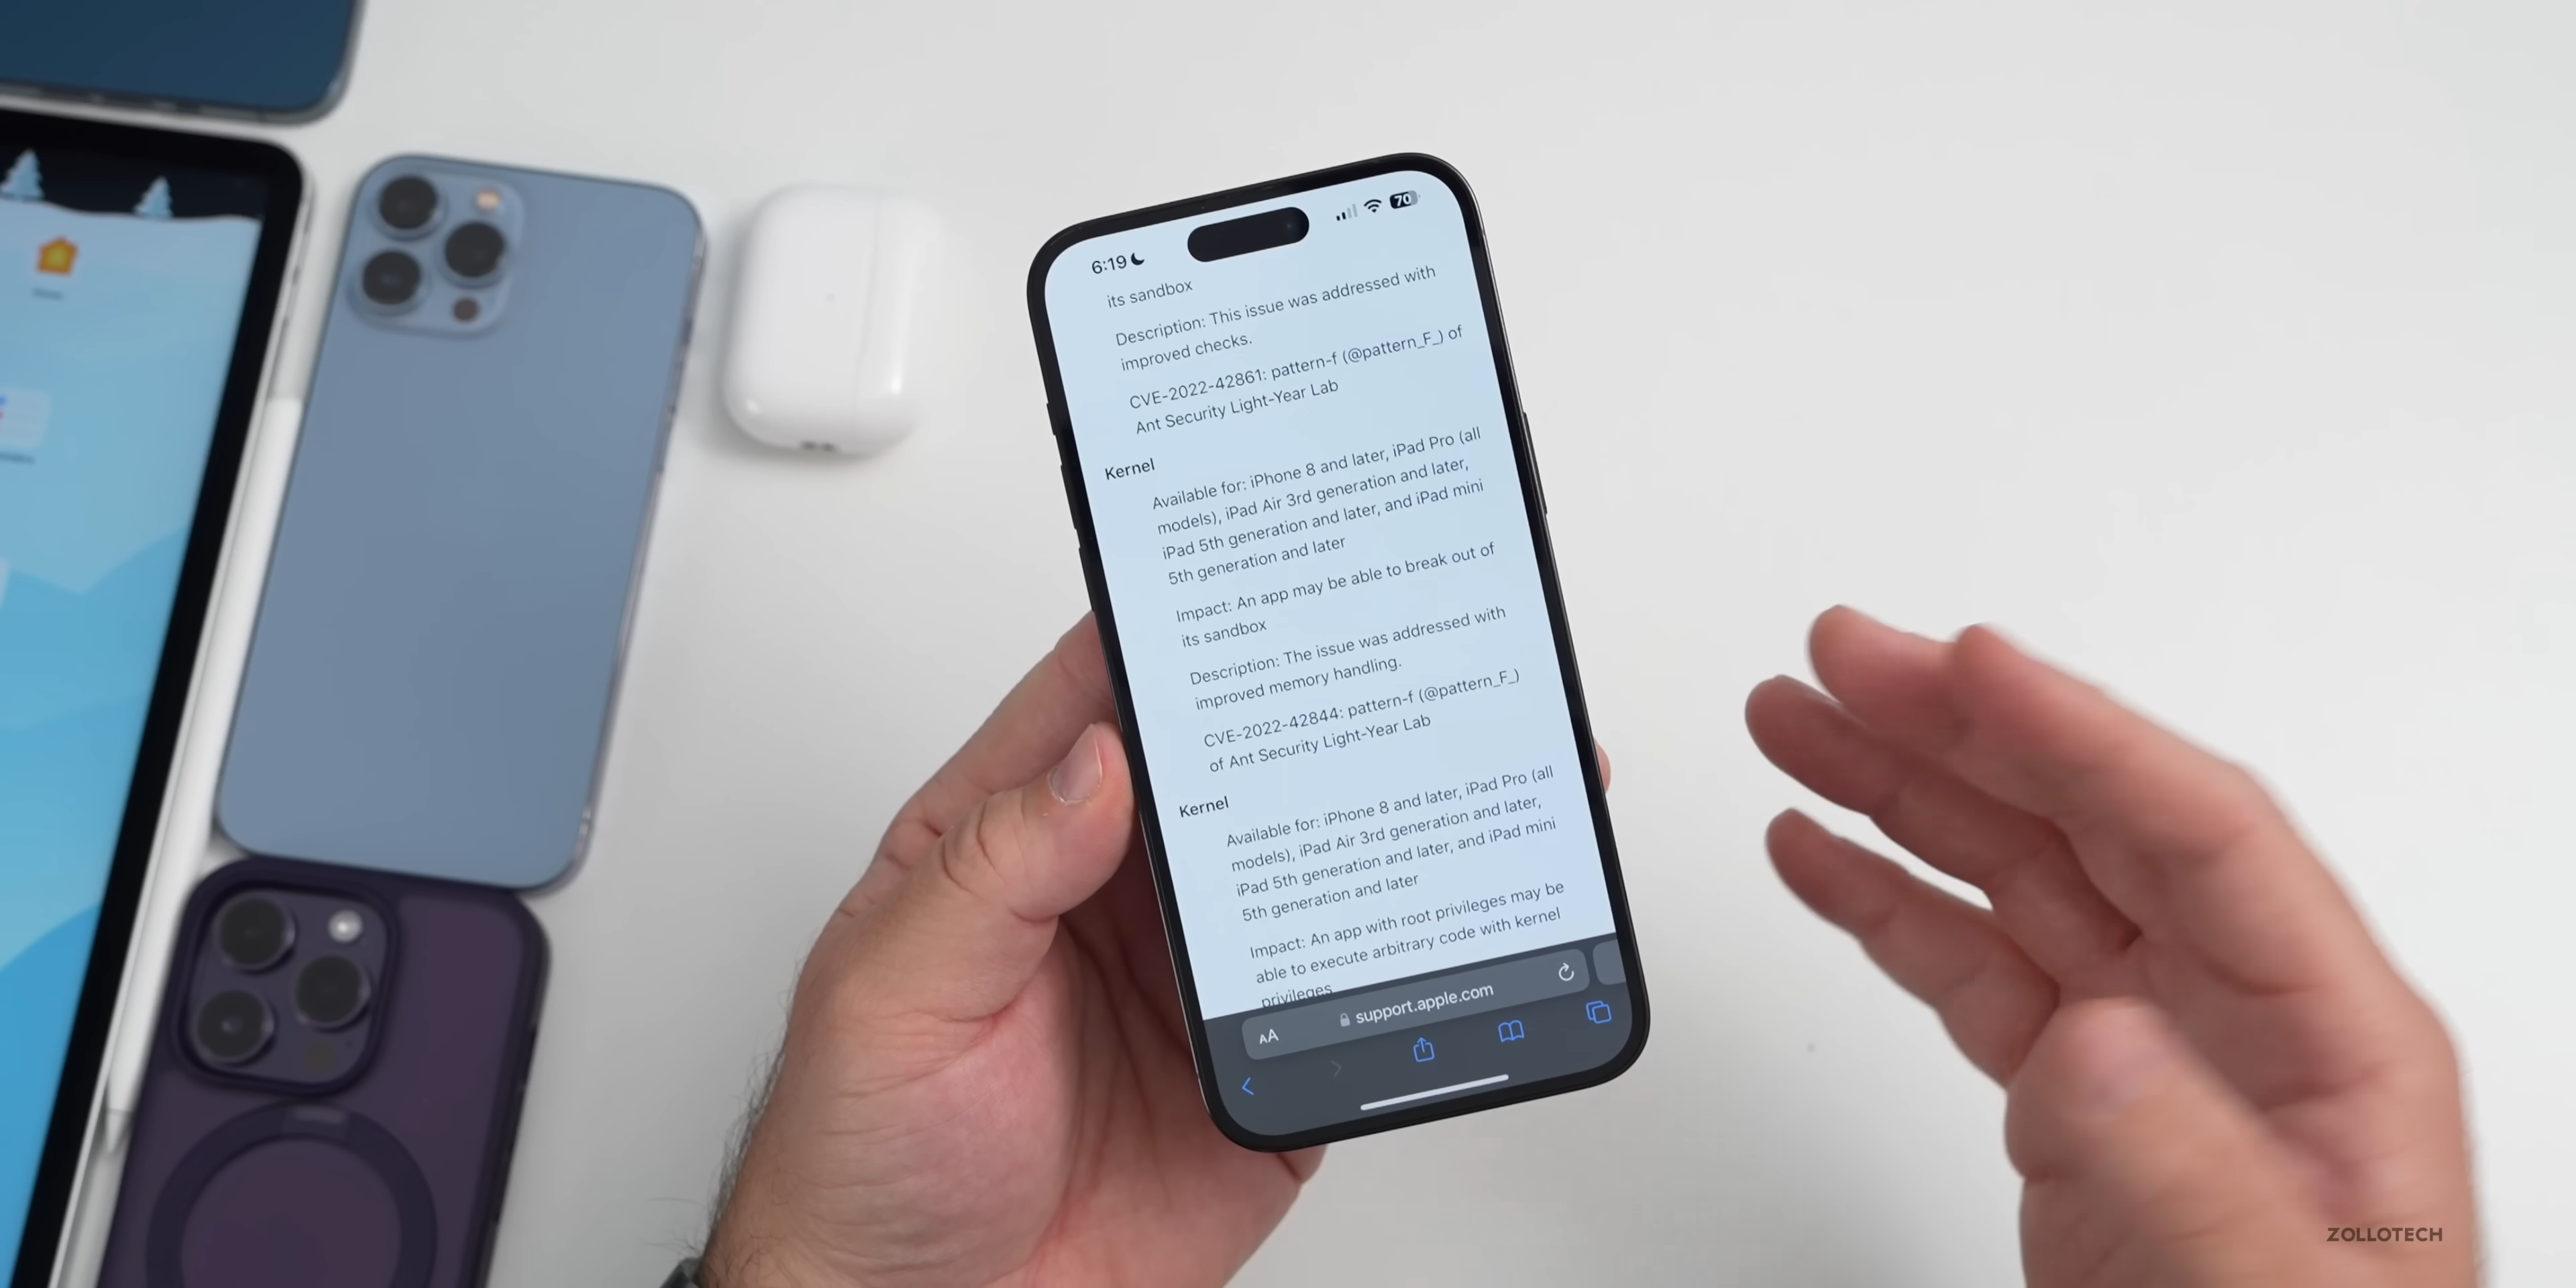 6:19
70
its sandbox
Description: This issue was addressed with
improved checks.
CVE-2022-42861: pattern-f (@pattern_F_) of
Ant Security Light-Year Lab
Kernel
Available for: iPhone 8 and later, iPad Pro (all
models), iPad Air 3rd generation and later,
iPad 5th generation and later, and iPad mini
5th generation and later
Impact: An app may be able to break out of
its sandbox
Description: The issue was addressed with
improved memory handling.
CVE-2022-42844: pattern-f (@pattern_F_)
of Ant Security Light-Year Lab
Kernel
Available for: iPhone 8 and later, iPad Pro (all
models), iPad Air 3rd generation and later,
iPad 5th generation and later, and iPad mini
5th generation and later
Impact: An app with root privileges may be
able to execute arbitrary code with kernel
privileges
AA support.apple.com
ZOLLOTECH